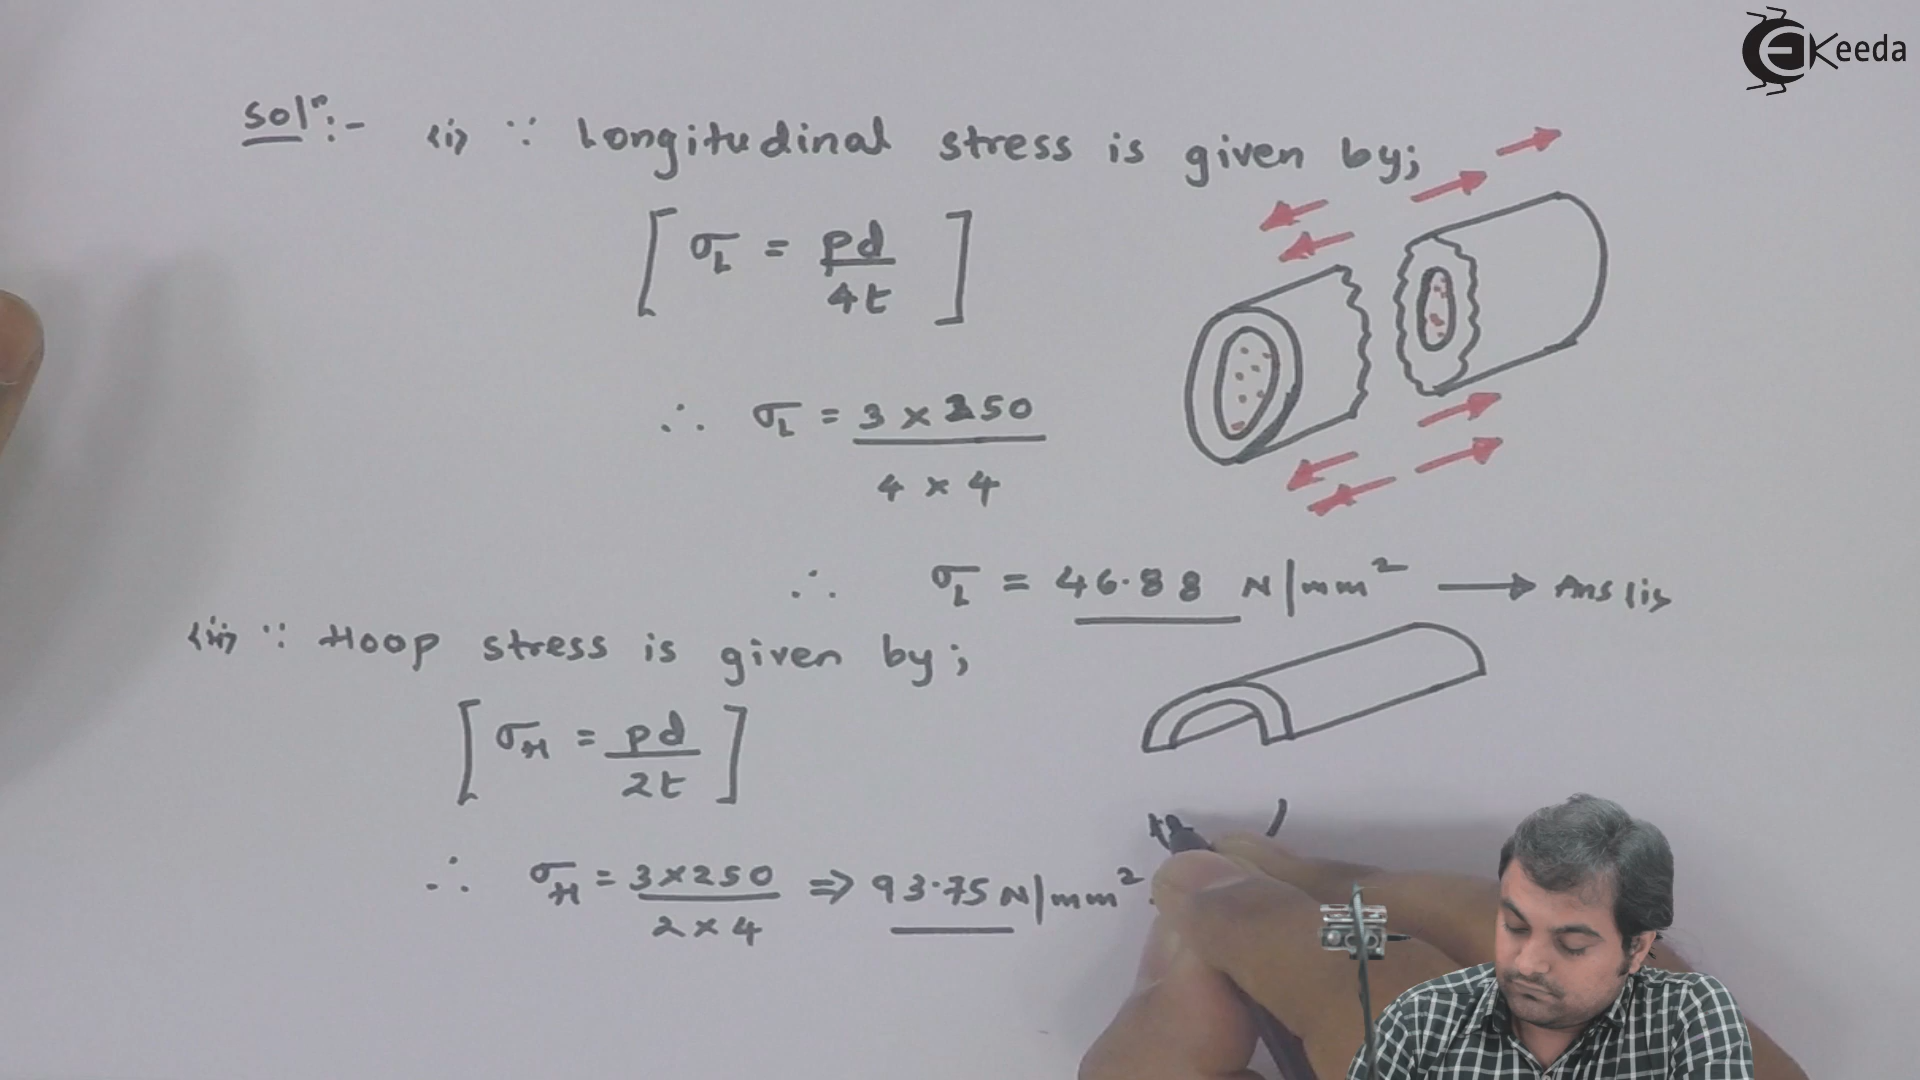 EKeeda
Solⁿ:- (i) ∵ Longitudinal stress is given by;
[σL = pd/4t]
∴ σL = 3 × 250 / 4 × 4
∴ σL = 46.88 N/mm² → Ans (i)
(ii) ∵ Hoop stress is given by;
[σH = pd/2t]
∴ σH = 3×250 / 2×4 ⇒ 93.75 N/mm²